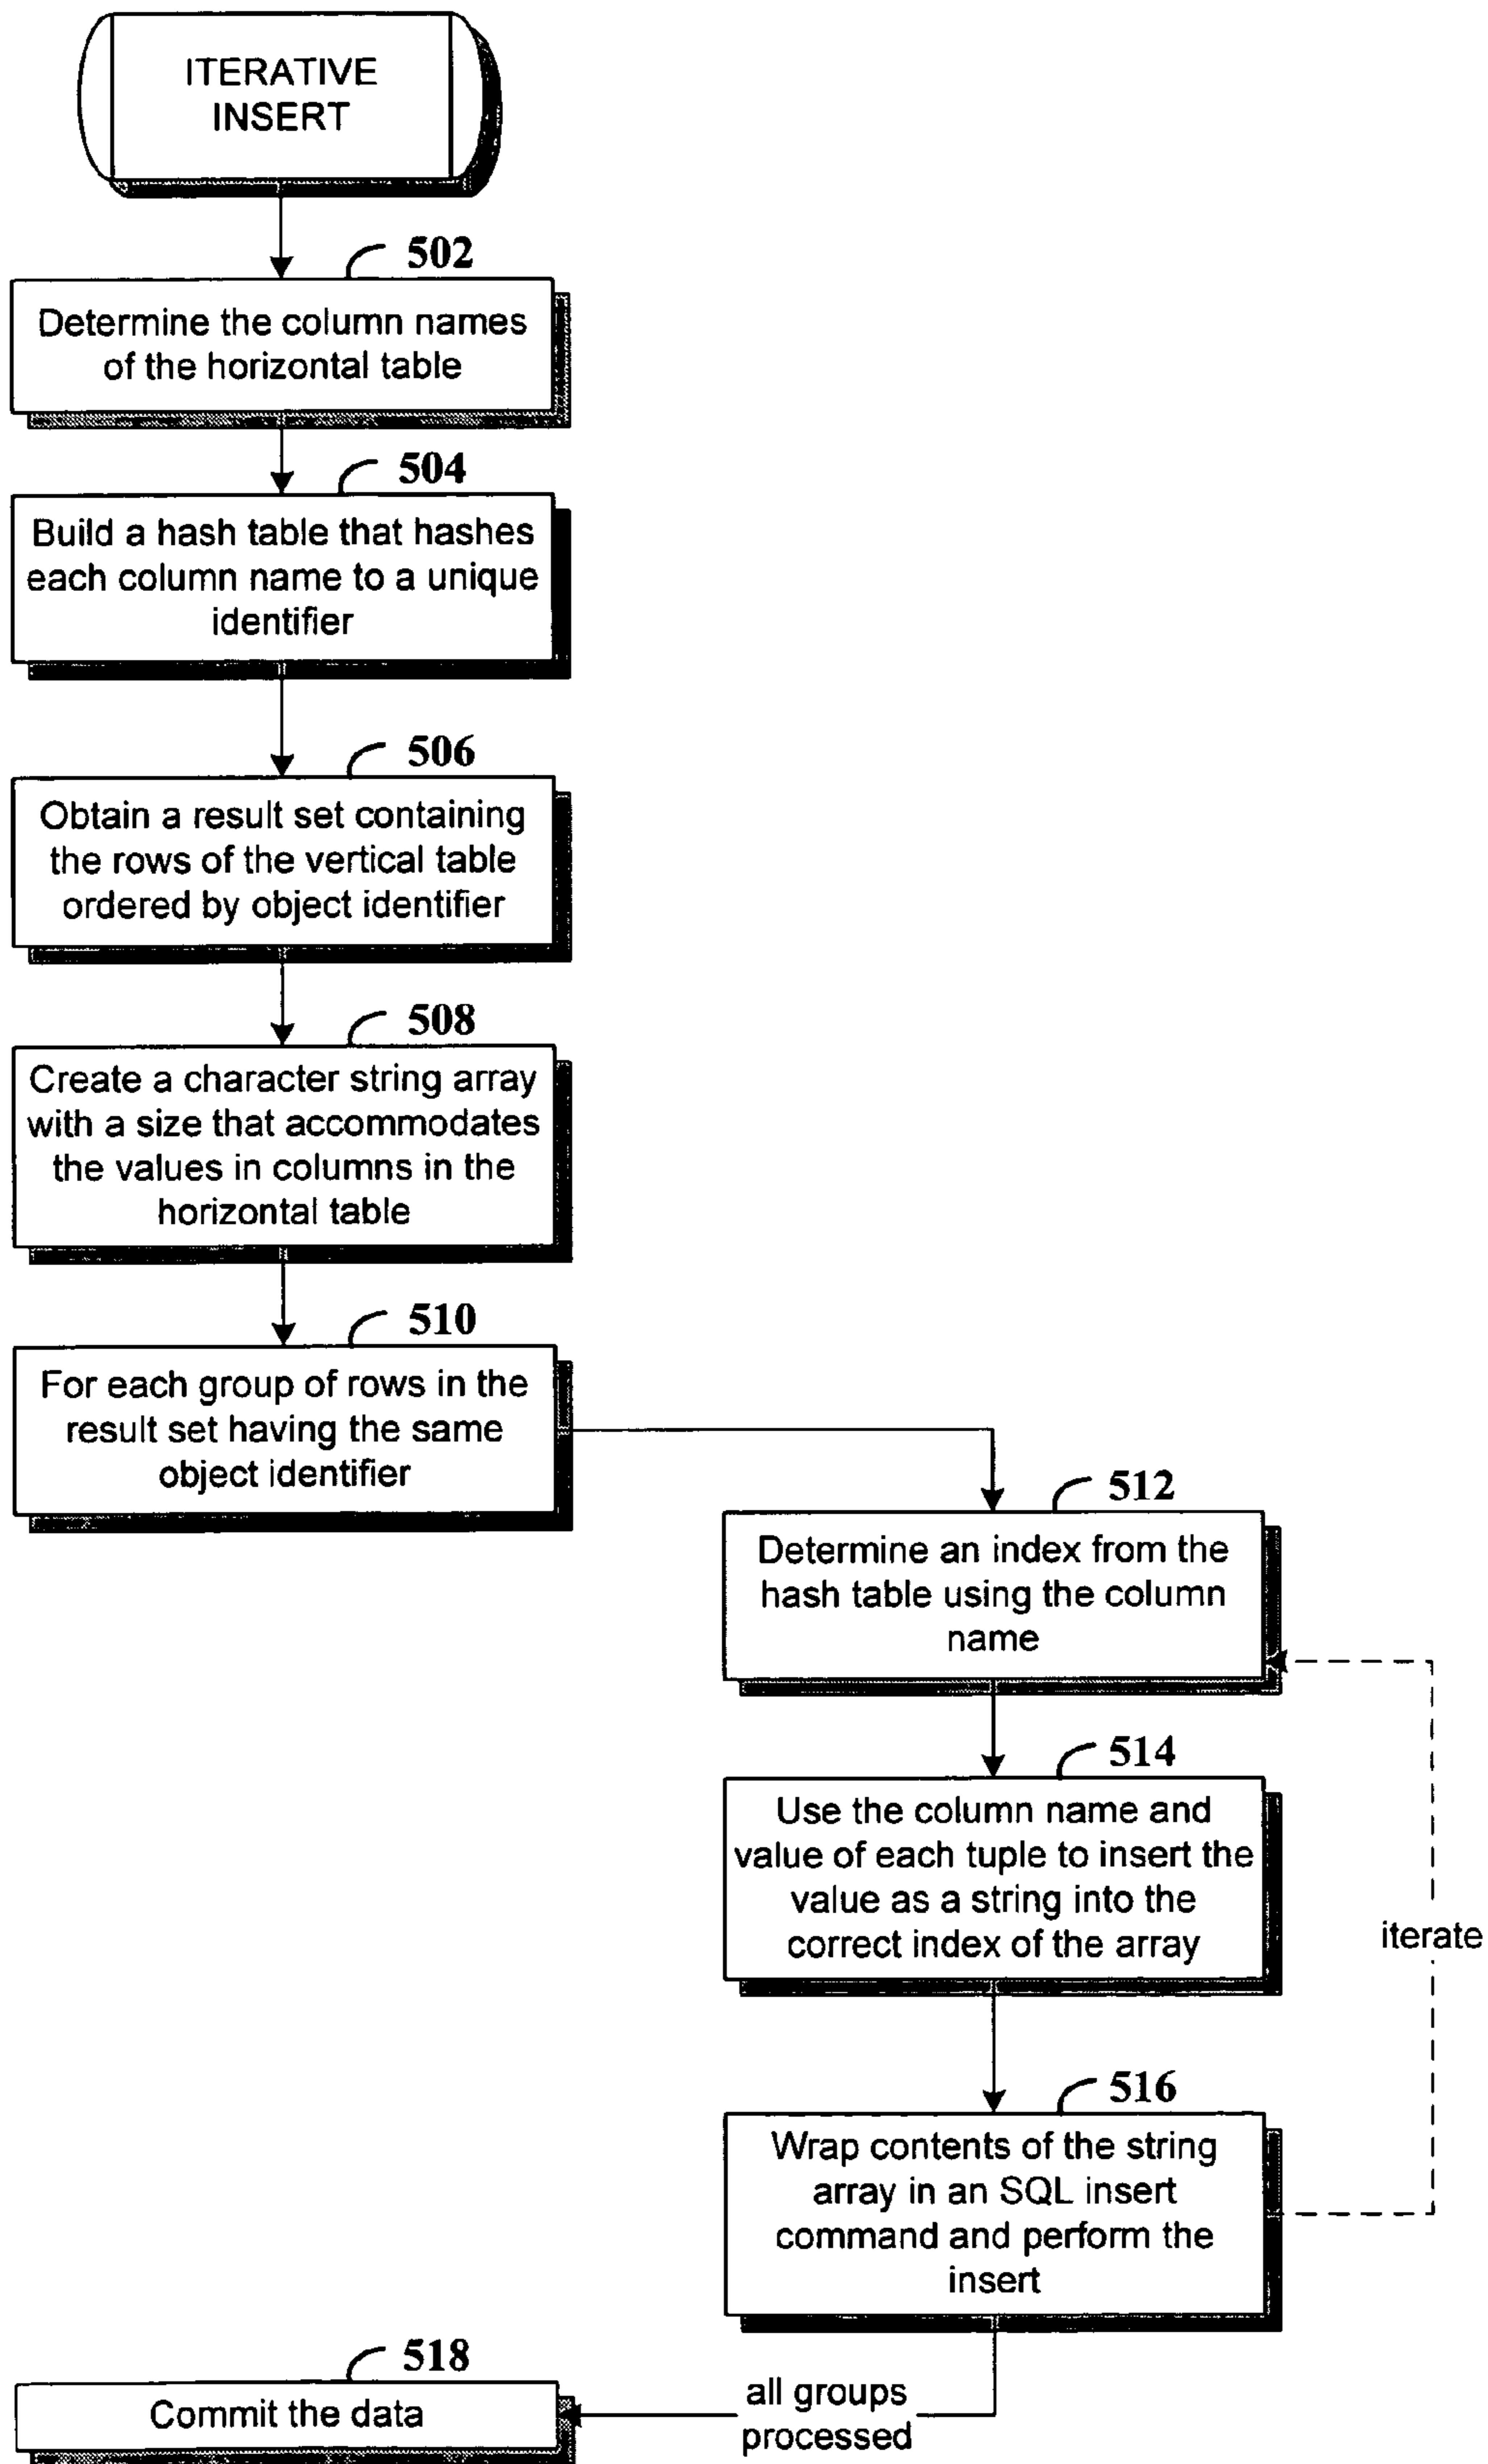 ITERATIVE
INSERT
502
Determine the column names
of the horizontal table
504
Build a hash table that hashes
each column name to a unique
identifier
506
Obtain a result set containing
the rows of the vertical table
ordered by object identifier
508
Create a character string array
with a size that accommodates
the values in columns in the
horizontal table
510
For each group of rows in the
result set having the same
object identifier
512
Determine an index from the
hash table using the column
name
514
Use the column name and
value of each tuple to insert the
value as a string into the
correct index of the array
iterate
516
Wrap contents of the string
array in an SQL insert
command and perform the
insert
all groups
processed
518
Commit the data